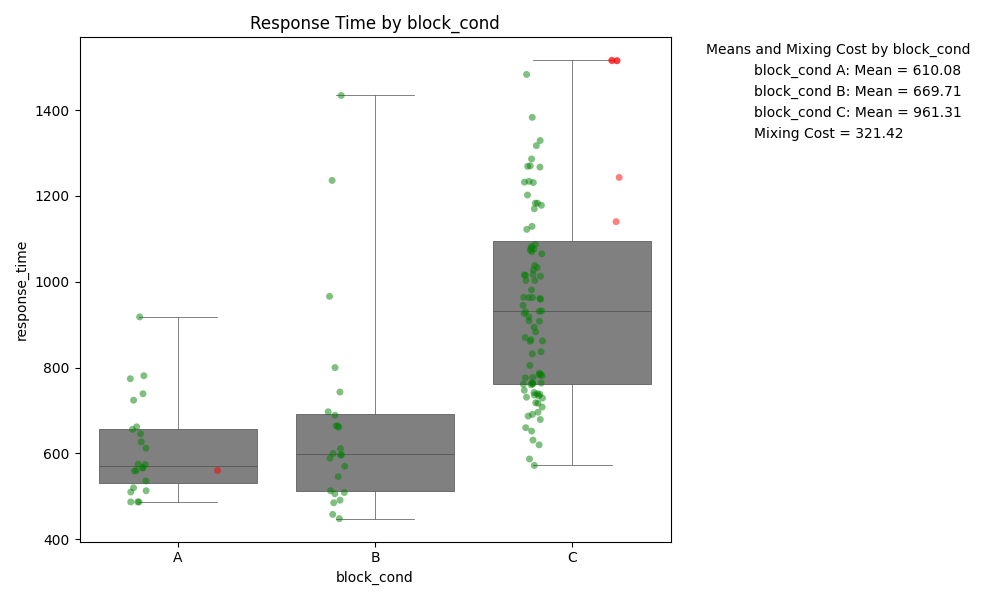 Response Time by block_cond
Means and Mixing Cost by block_cond
block_cond A: Mean = 610.08
block_cond B: Mean = 669.71
block_cond C: Mean = 961.31
Mixing Cost = 321.42
response_time
1400
1200
1000
800
600
400
A
B
C
block_cond